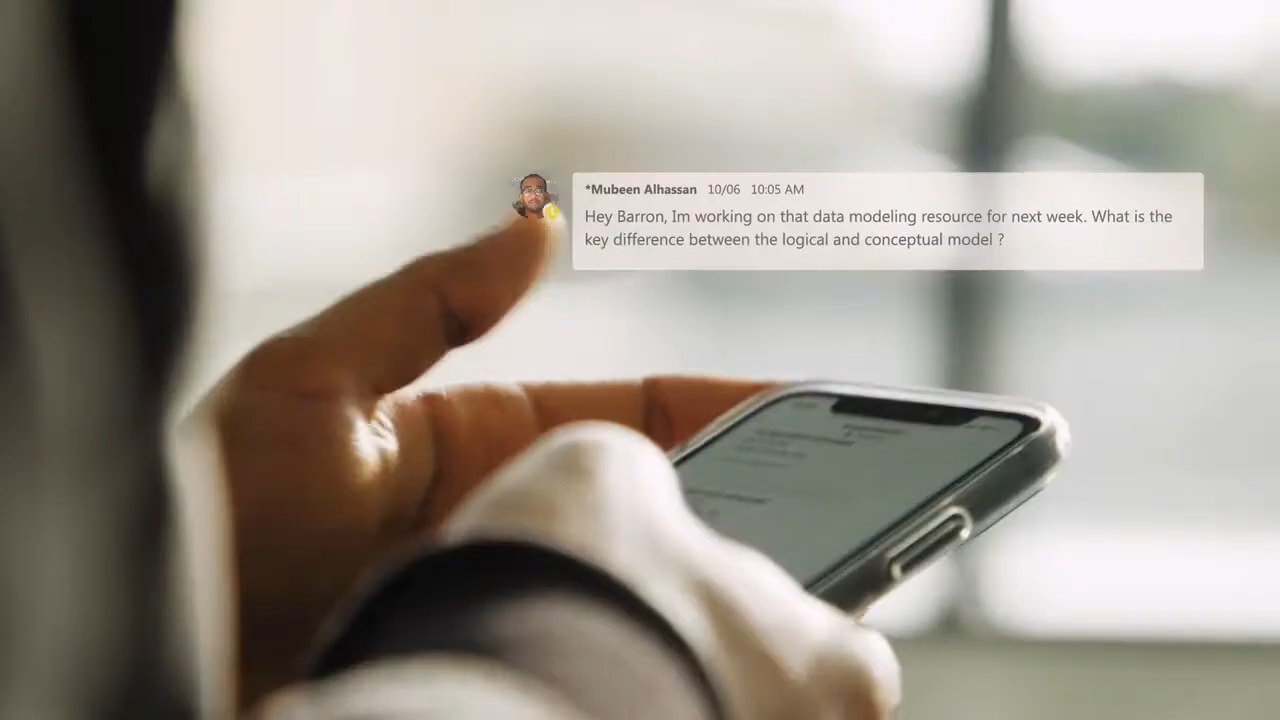 *Mubeen Alhassan 10/06 10:05 AM
Hey Barron, Im working on that data modeling resource for next week. What is the
key difference between the logical and conceptual model ?